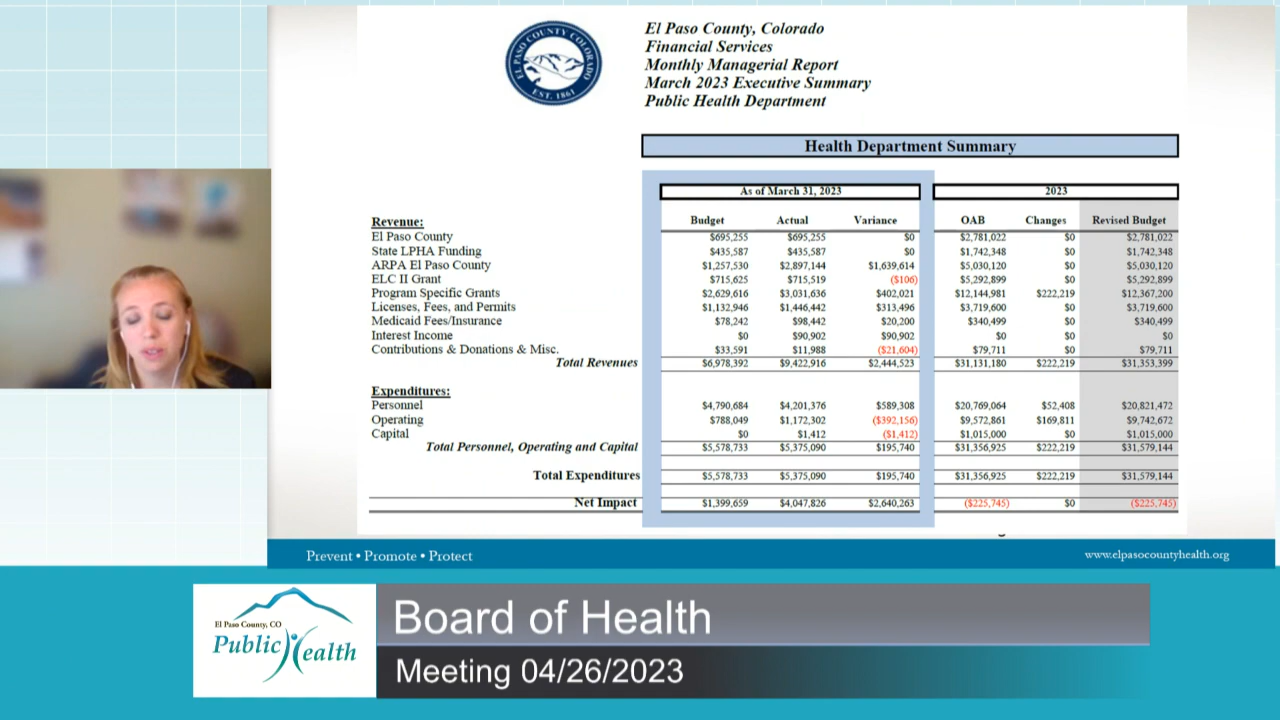 El Paso County, Colorado
Financial Services
Monthly Managerial Report
March 2023 Executive Summary
Public Health Department
EL PASO COUNTY COLORADO
EST. 1861
Health Department Summary
As of March 31, 2023 2023
Revenue: Budget Actual Variance OAB Changes Revised Budget
El Paso County $695,255 $695,255 $0 $2,781,022 $0 $2,781,022
State LPHA Funding $435,587 $435,587 $0 $1,742,348 $0 $1,742,348
ARPA El Paso County $1,257,530 $2,897,144 $1,639,614 $5,030,120 $0 $5,030,120
ELC II Grant $715,625 $715,519 ($106) $5,292,899 $0 $5,292,899
Program Specific Grants $2,629,616 $3,031,636 $402,021 $12,144,981 $222,219 $12,367,200
Licenses, Fees, and Permits $1,132,946 $1,446,442 $313,496 $3,719,600 $0 $3,719,600
Medicaid Fees/Insurance $78,242 $98,442 $20,200 $340,499 $0 $340,499
Interest Income $0 $90,902 $90,902 $0 $0 $0
Contributions & Donations & Misc. $33,591 $11,988 ($21,604) $79,711 $0 $79,711
Total Revenues $6,978,392 $9,422,916 $2,444,523 $31,131,180 $222,219 $31,353,399
Expenditures:
Personnel $4,790,684 $4,201,376 $589,308 $20,769,064 $52,408 $20,821,472
Operating $788,049 $1,172,302 ($392,156) $9,572,861 $169,811 $9,742,672
Capital $0 $1,412 ($1,412) $1,015,000 $0 $1,015,000
Total Personnel, Operating and Capital $5,578,733 $5,375,090 $195,740 $31,356,925 $222,219 $31,579,144
Total Expenditures $5,578,733 $5,375,090 $195,740 $31,356,925 $222,219 $31,579,144
Net Impact $1,399,659 $4,047,826 $2,640,263 ($225,745) $0 ($225,745)
Prevent • Promote • Protect www.elpasocountyhealth.org
El Paso County, CO
Public Health
Board of Health
Meeting 04/26/2023